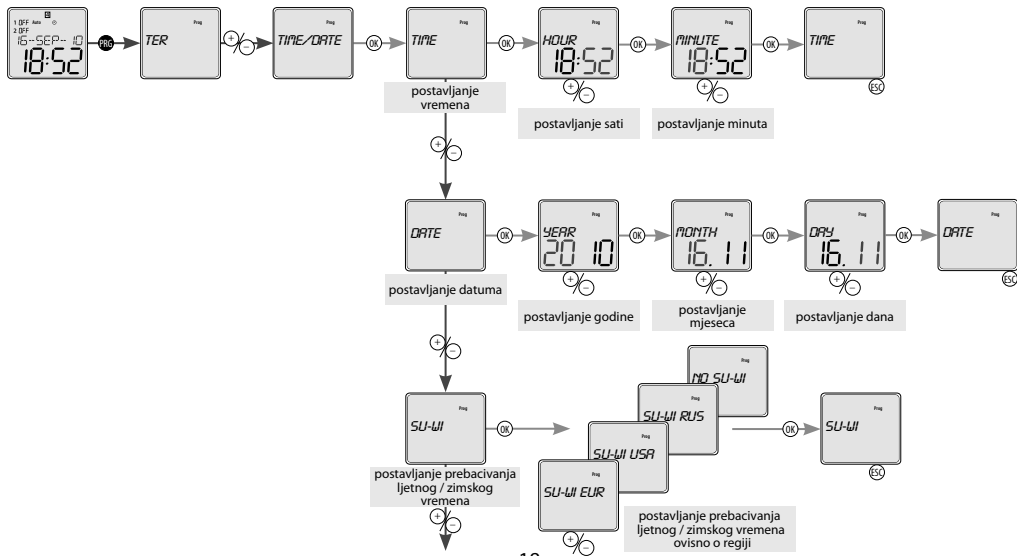 1 OFF Auto
2 OFF
16-SEP-10
18:52
PRG
Prog
TER
+/−
Prog
TIME/DATE
OK
Prog
TIME
OK
Prog
HOUR
18:52
OK
Prog
MINUTE
18:52
OK
Prog
TIME
ESC
postavljanje
vremena
+/−
postavljanje sati
+/−
postavljanje minuta
+/−
Prog
DATE
OK
Prog
YEAR
20 10
OK
Prog
MONTH
16. 11
OK
Prog
DAY
16. 11
OK
Prog
DATE
ESC
postavljanje datuma
+/−
postavljanje godine
+/−
postavljanje
mjeseca
+/−
postavljanje dana
+/−
Prog
SU-WI
OK
Prog
NO SU-WI
Prog
SU-WI RUS
Prog
SU-WI USA
Prog
SU-WI EUR
OK
Prog
SU-WI
ESC
postavljanje prebacivanja
ljetnog / zimskog
vremena
+/−
+/−
postavljanje prebacivanja
ljetnog / zimskog vremena
ovisno o regiji